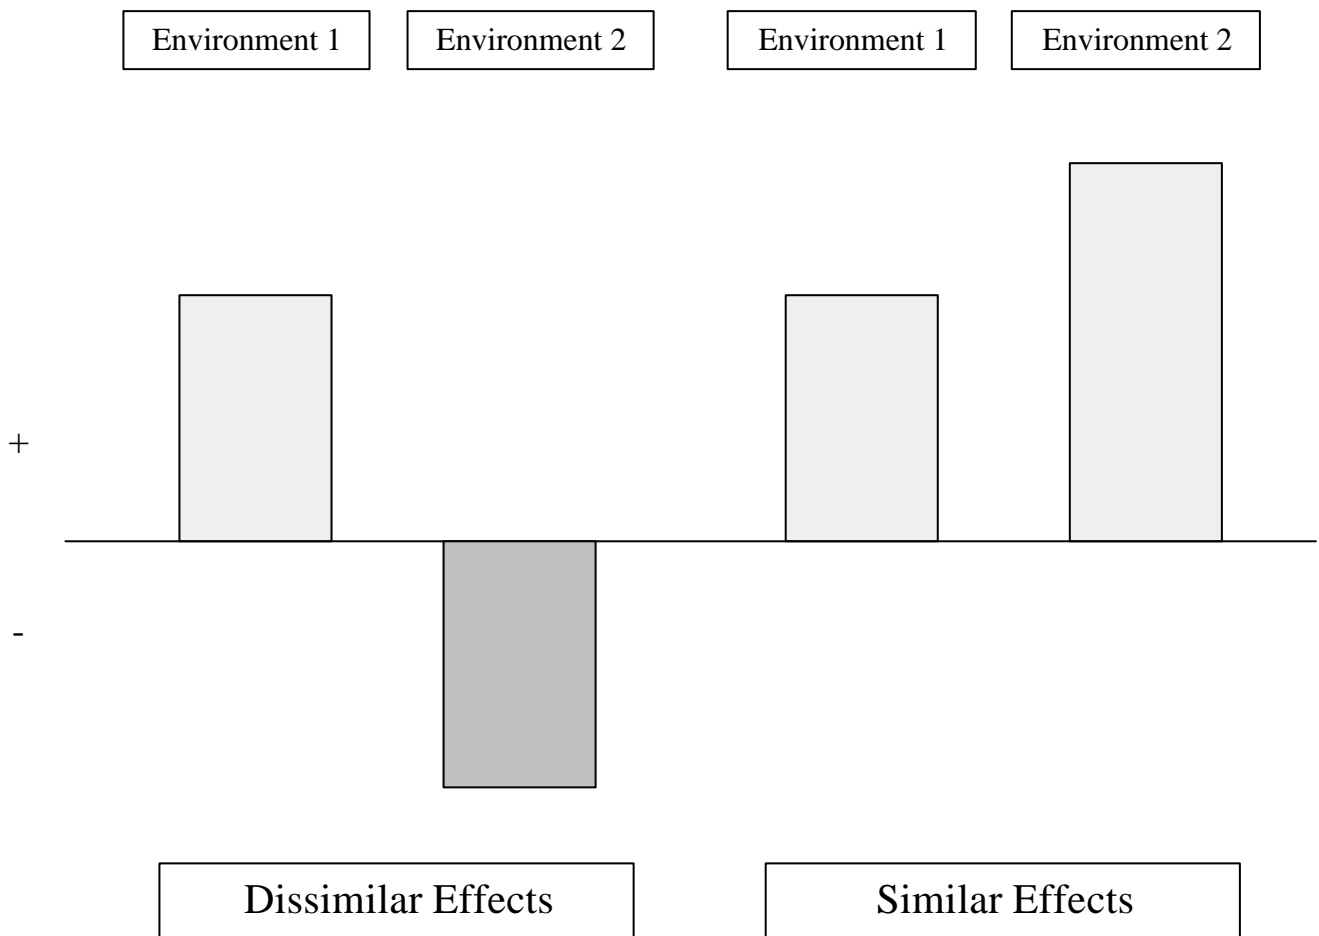 Environment 1
Environment 2
Environment 1
Environment 2
+
-
Dissimilar Effects
Similar Effects